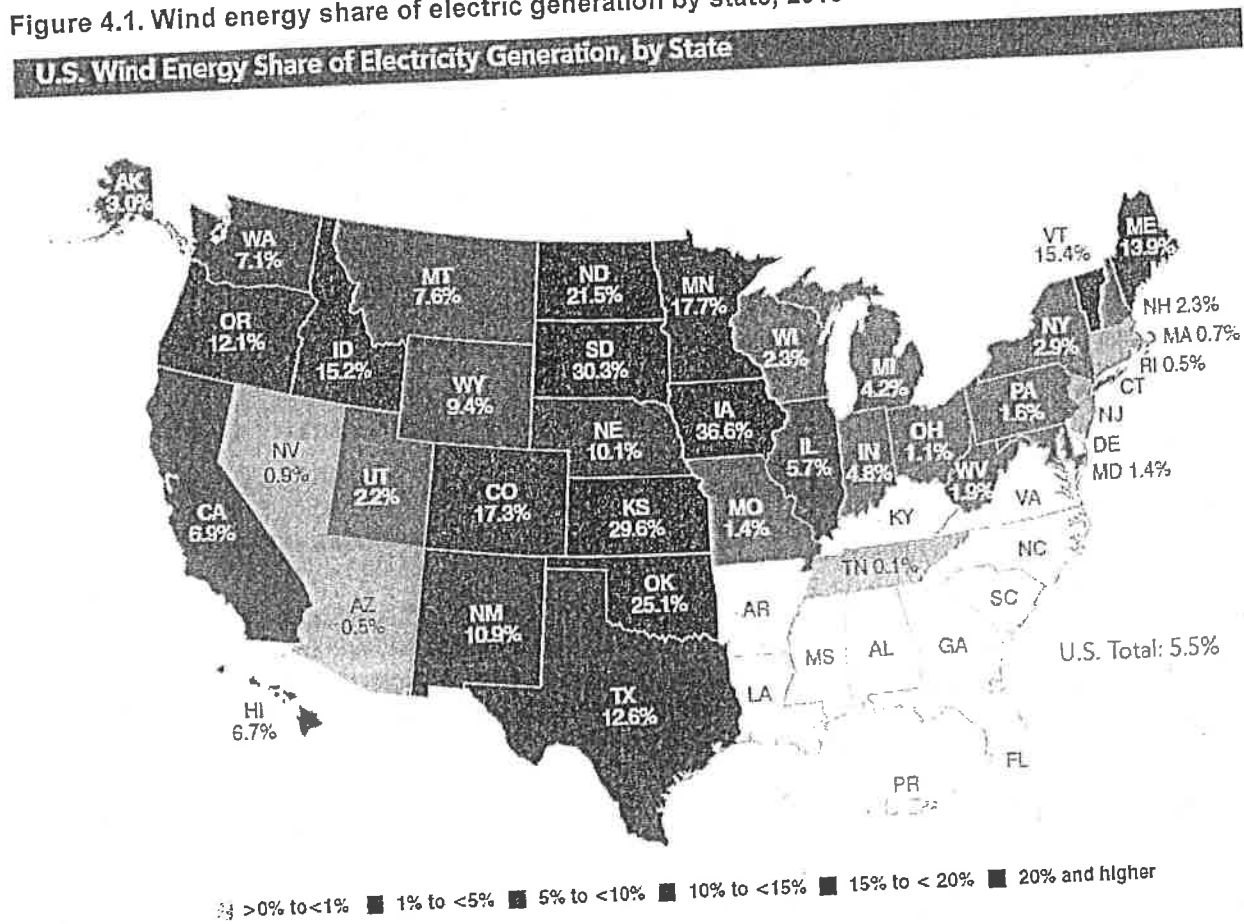 Figure 4.1. Wind energy share of electric generation by state,
U.S. Wind Energy Share of Electricity Generation, by State
AK
3.0%
WA
7.1%
MT
7.6%
ND
21.5%
MN
17.7%
VT
15.4%
ME
13.9%
OR
12.1%
ID
15.2%
WY
9.4%
SD
30.3%
WI
2.3%
MI
4.2%
NY
2.9%
NH 2.3%
MA 0.7%
RI 0.5%
CT
NV
0.9%
UT
2.2%
NE
10.1%
IA
36.6%
IL
5.7%
IN
4.8%
OH
1.1%
PA
1.6%
NJ
DE
MD 1.4%
CA
6.9%
CO
17.3%
KS
29.6%
MO
1.4%
WV
1.9%
KY
VA
AZ
0.5%
NM
10.9%
OK
25.1%
AR
TN 0.1%
NC
SC
MS
AL
GA
U.S. Total: 5.5%
HI
6.7%
TX
12.6%
LA
FL
PR
>0% to<1% 1% to <5% 5% to <10% 10% to <15% 15% to < 20% 20% and higher